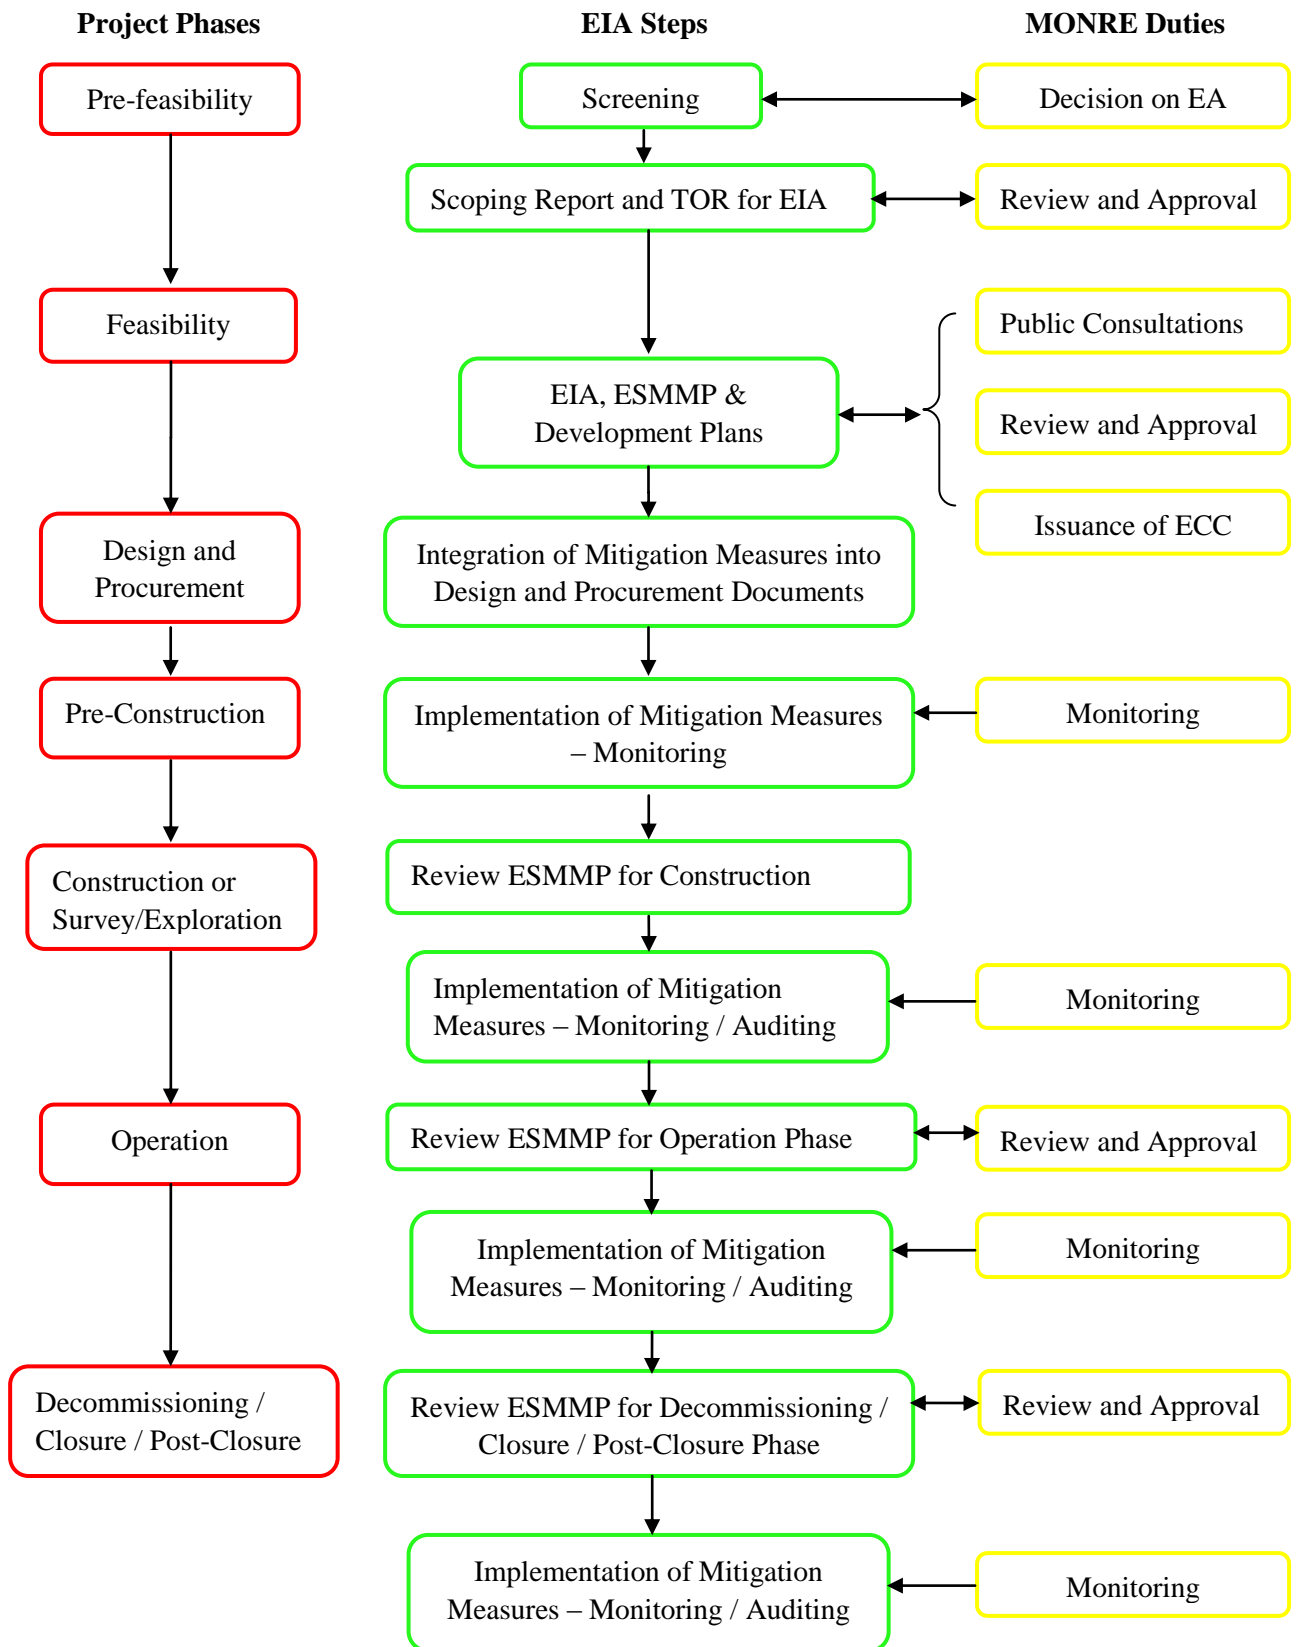 Project Phases
EIA Steps
MONRE Duties
Pre-feasibility
Screening
Decision on EA
Scoping Report and TOR for EIA
Review and Approval
Feasibility
Public Consultations
EIA, ESMMP &
Development Plans
Review and Approval
Issuance of ECC
Design and
Procurement
Integration of Mitigation Measures into
Design and Procurement Documents
Pre-Construction
Implementation of Mitigation Measures
– Monitoring
Monitoring
Construction or
Survey/Exploration
Review ESMMP for Construction
Implementation of Mitigation
Measures – Monitoring / Auditing
Monitoring
Operation
Review ESMMP for Operation Phase
Review and Approval
Implementation of Mitigation
Measures – Monitoring / Auditing
Monitoring
Decommissioning /
Closure / Post-Closure
Review ESMMP for Decommissioning /
Closure / Post-Closure Phase
Review and Approval
Implementation of Mitigation
Measures – Monitoring / Auditing
Monitoring